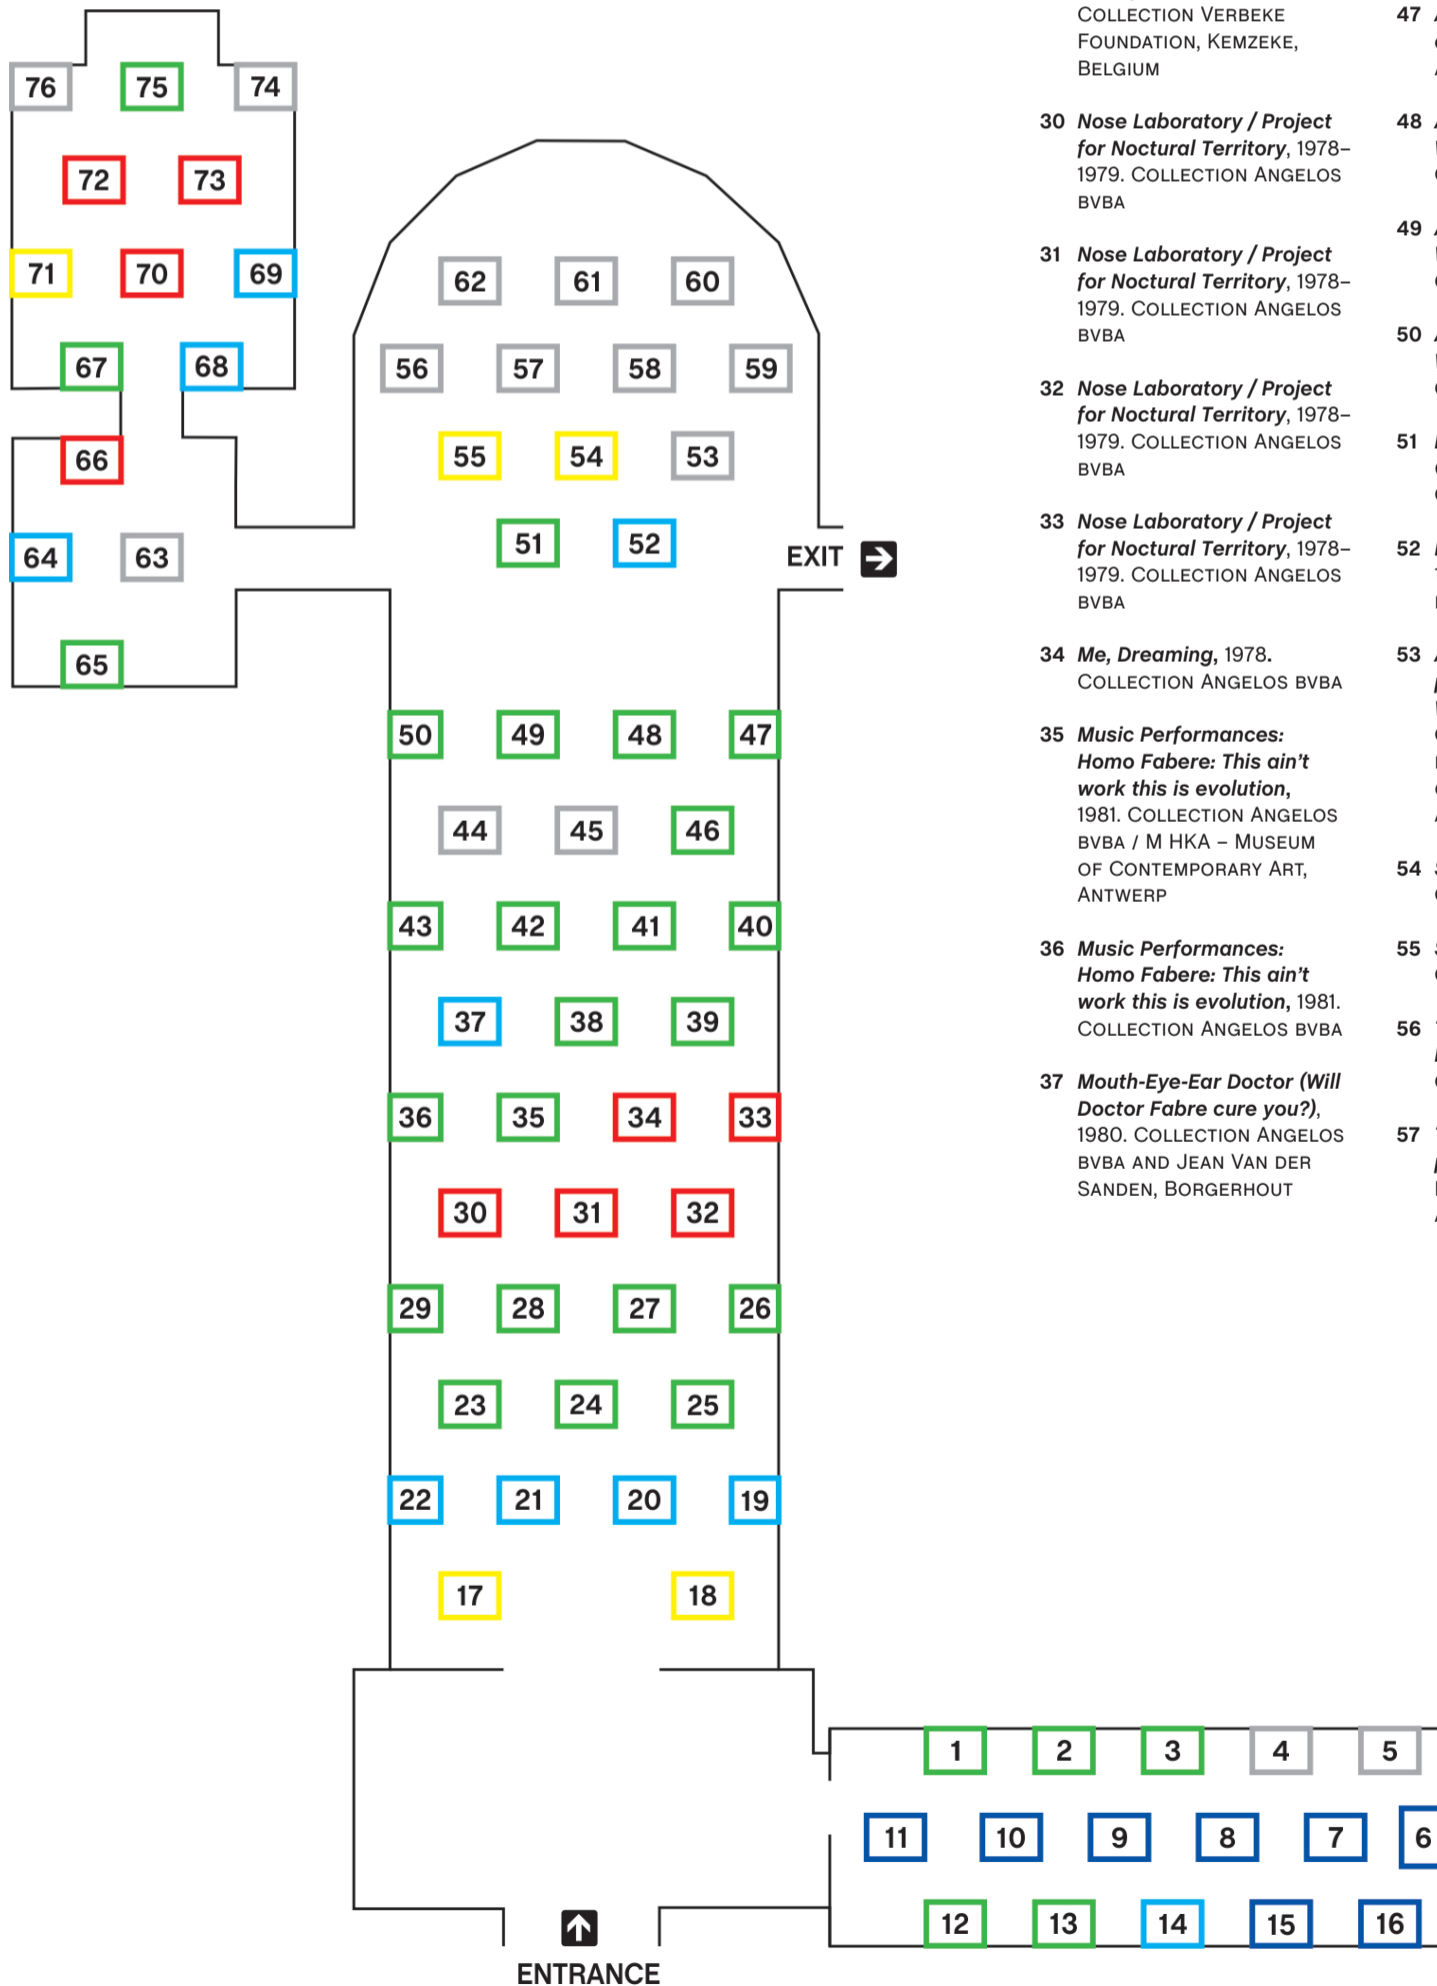 76 75 74
72 73
71 70 69
67 68
66
64 63
65
62 61 60
56 57 58 59
55 54 53
51 52
EXIT
50 49 48 47
44 45 46
43 42 41 40
37 38 39
36 35 34 33
30 31 32
29 28 27 26
23 24 25
22 21 20 19
17 18
1 2 3 4 5
11 10 9 8 7 6
12 13 14 15 16
ENTRANCE
COLLECTION VERBEKE
FOUNDATION, KEMZEKE,
BELGIUM
30 Nose Laboratory / Project
for Noctural Territory, 1978–
1979. COLLECTION ANGELOS
BVBA
31 Nose Laboratory / Project
for Noctural Territory, 1978–
1979. COLLECTION ANGELOS
BVBA
32 Nose Laboratory / Project
for Noctural Territory, 1978–
1979. COLLECTION ANGELOS
BVBA
33 Nose Laboratory / Project
for Noctural Territory, 1978–
1979. COLLECTION ANGELOS
BVBA
34 Me, Dreaming, 1978.
COLLECTION ANGELOS BVBA
35 Music Performances:
Homo Fabere: This ain't
work this is evolution,
1981. COLLECTION ANGELOS
BVBA / M HKA – MUSEUM
OF CONTEMPORARY ART,
ANTWERP
36 Music Performances:
Homo Fabere: This ain't
work this is evolution, 1981.
COLLECTION ANGELOS BVBA
37 Mouth-Eye-Ear Doctor (Will
Doctor Fabre cure you?),
1980. COLLECTION ANGELOS
BVBA AND JEAN VAN DER
SANDEN, BORGERHOUT
47
48
49
50
51
52
53
54
55
56
57